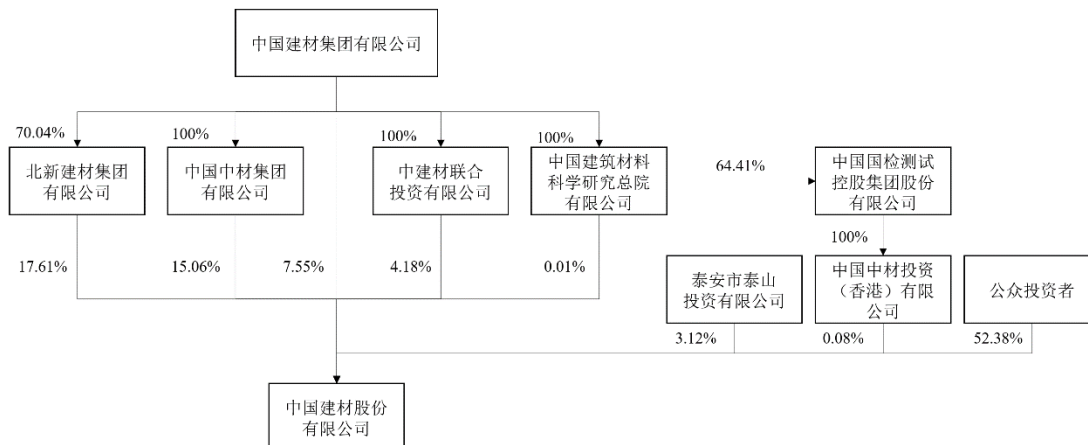 中国建材集团有限公司
70.04%
100%
100%
100%
北新建材集团
有限公司
中国中材集团
有限公司
中建材联合
投资有限公司
中国建筑材料
科学研究总院
有限公司
64.41%
中国国检测试
控股集团股份
有限公司
100%
17.61%
15.06%
7.55%
4.18%
0.01%
泰安市泰山
投资有限公司
中国中材投资
（香港）有限
公司
公众投资者
3.12%
0.08%
52.38%
中国建材股份
有限公司